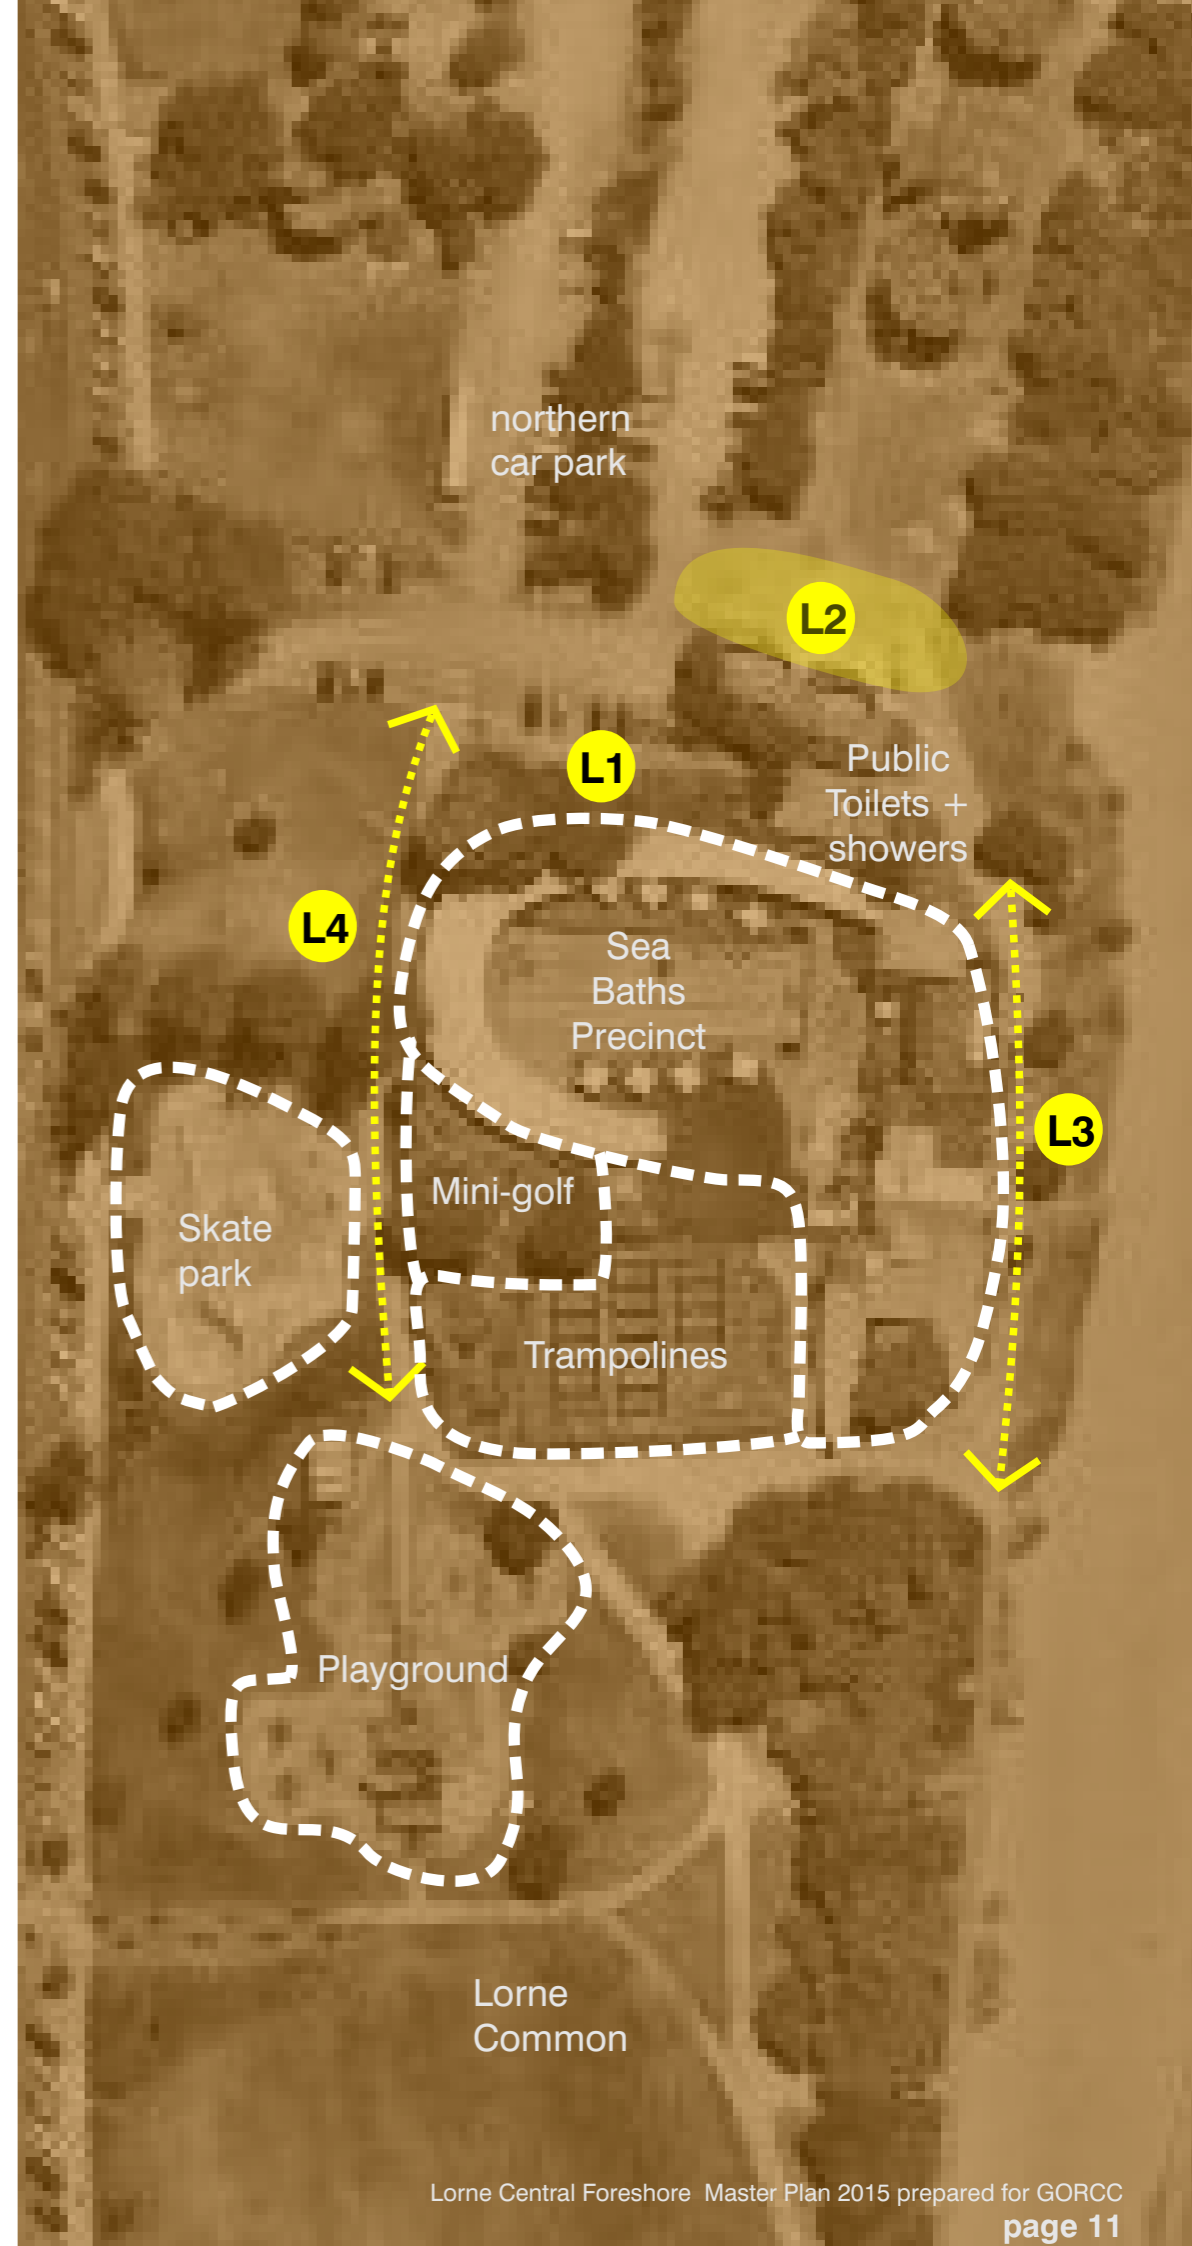 northern
car park
L2
L1
Public
Toilets +
showers
L4
Sea
Baths
Precinct
L3
Mini-golf
Skate
park
Trampolines
Playground
Lorne
Common
Lorne Central Foreshore Master Plan 2015 prepared for GORCC
page 11